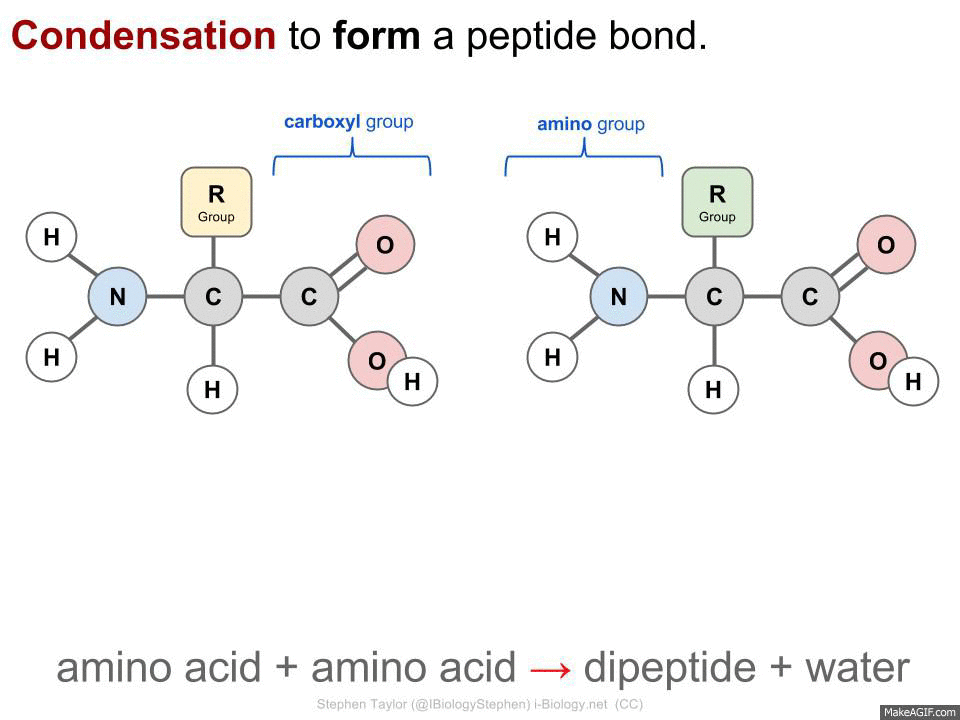 Condensation to form a peptide bond.
carboxyl group amino group
R R
Group Group
H O H O
N C C N C C
H O H H O H
H H
amino acid + amino acid → dipeptide + water
Stephen Taylor (@IBiologyStephen) i-Biology.net (CC)
MakeAGIF.com